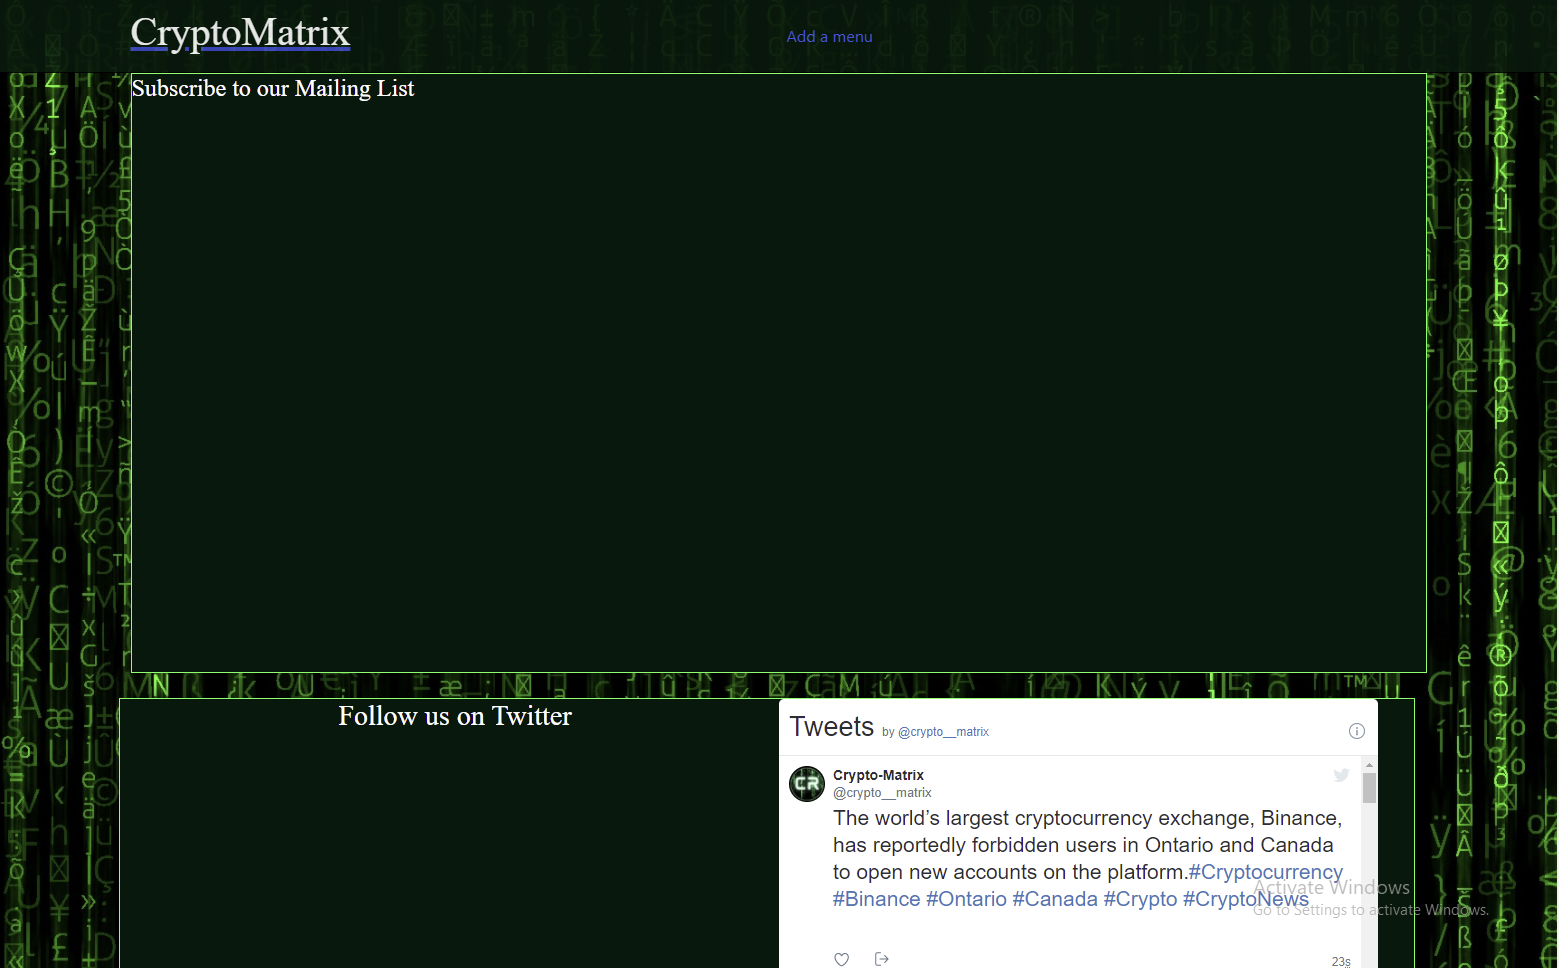 CryptoMatrix
Add a menu
Subscribe to our Mailing List
Follow us on Twitter
Tweets by @crypto__matrix
Crypto-Matrix
@crypto__matrix
The world’s largest cryptocurrency exchange, Binance,
has reportedly forbidden users in Ontario and Canada
to open new accounts on the platform.#Cryptocurrency
#Binance #Ontario #Canada #Crypto #CryptoNews
Activate Windows
Go to Settings to activate Windows.
23s